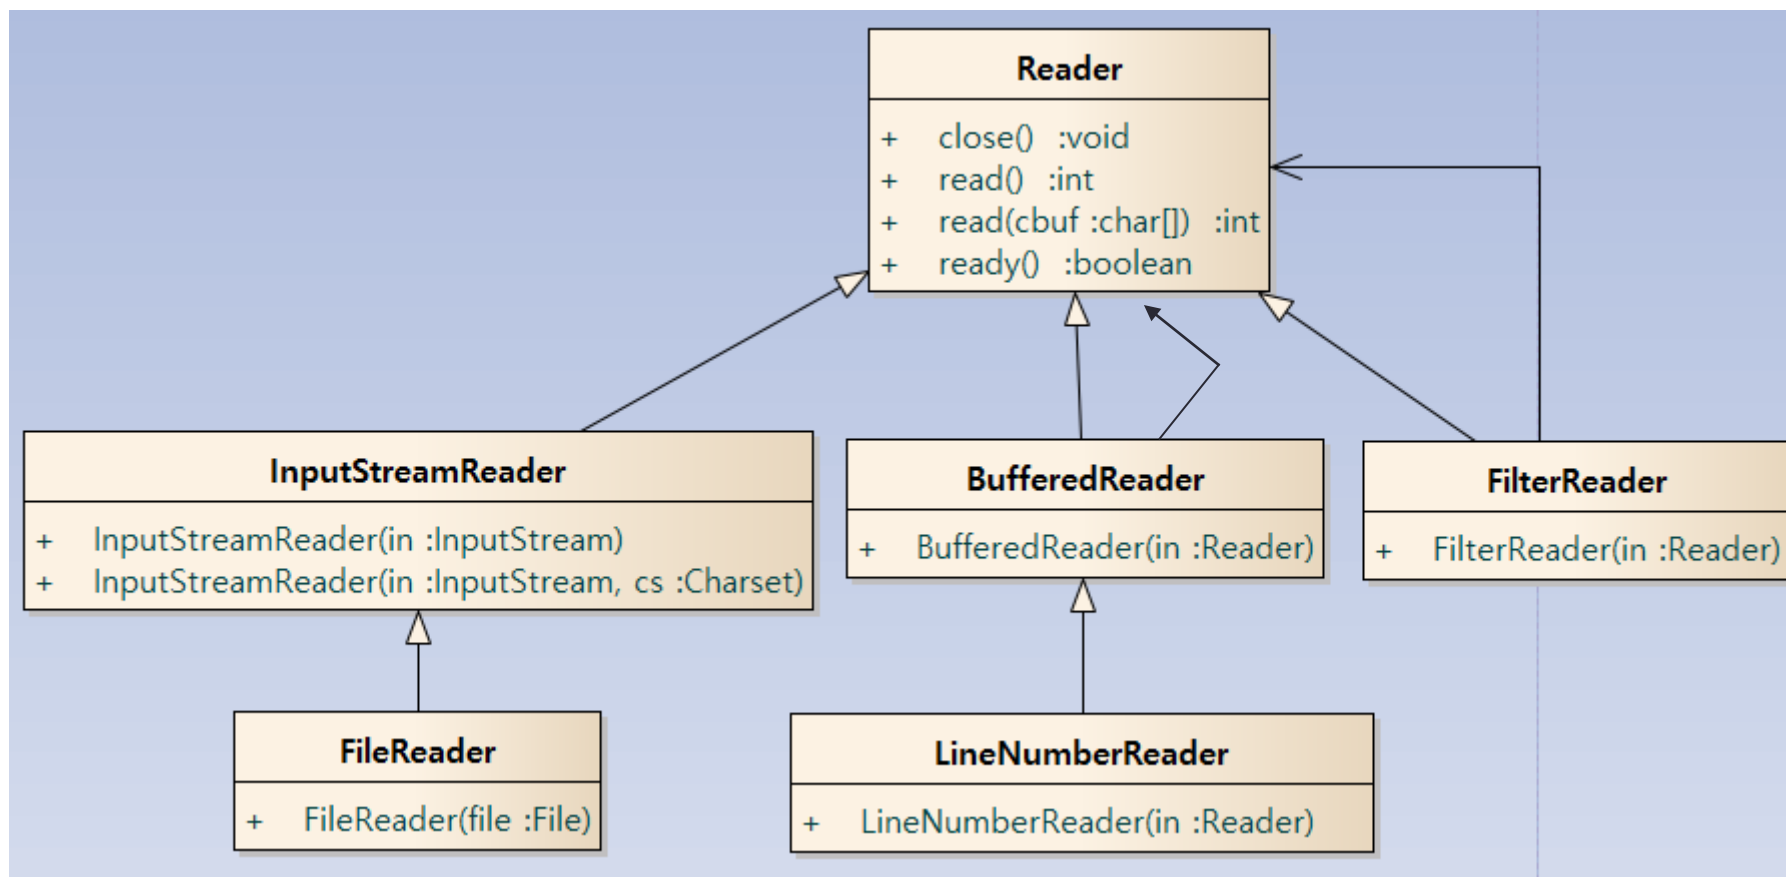 Reader
+ close() :void
+ read() :int
+ read(cbuf :char[]) :int
+ ready() :boolean
InputStreamReader
+ InputStreamReader(in :InputStream)
+ InputStreamReader(in :InputStream, cs :Charset)
BufferedReader
+ BufferedReader(in :Reader)
FilterReader
+ FilterReader(in :Reader)
FileReader
+ FileReader(file :File)
LineNumberReader
+ LineNumberReader(in :Reader)